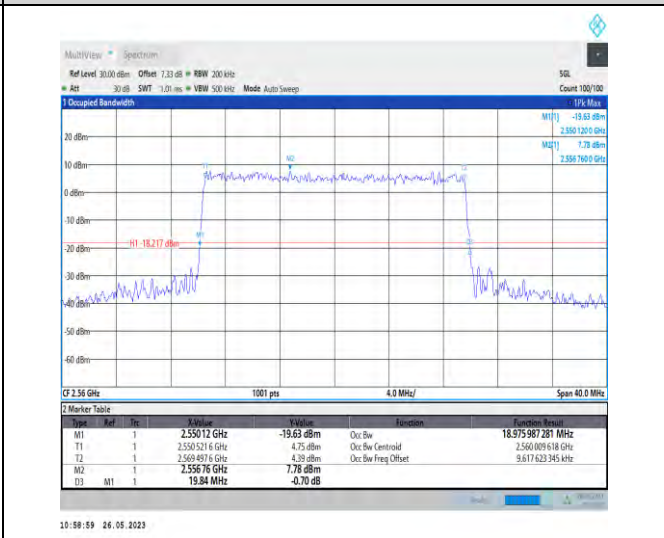 MultiView Spectrum
Ref Level 30.00 dBm Offset 7.33 dB RBW 200 kHz SGL
Att 30 dB SWT 1.01 ms VBW 500 kHz Mode Auto Sweep Count 100/100
1 Occupied Bandwidth 1Pk Max
M1[1] -19.63 dBm
2.550 120 0 GHz
M2[1] 7.78 dBm
2.556 760 0 GHz
20 dBm
10 dBm
M2
T1
T2
0 dBm
-10 dBm
M1
H1 -18.217 dBm
D3
-20 dBm
-30 dBm
-40 dBm
-50 dBm
-60 dBm
CF 2.56 GHz 1001 pts 4.0 MHz/ Span 40.0 MHz
2 Marker Table
Type Ref Trc X-Value Y-Value Function Function Result
M1 1 2.550 12 GHz -19.63 dBm Occ Bw 18.975 987 281 MHz
T1 1 2.550 521 6 GHz 4.75 dBm Occ Bw Centroid 2.560 009 618 GHz
T2 1 2.569 497 6 GHz 4.39 dBm Occ Bw Freq Offset 9.617 623 345 kHz
M2 1 2.556 76 GHz 7.78 dBm
D3 M1 1 19.84 MHz -0.70 dB
10:58:59 26.05.2023